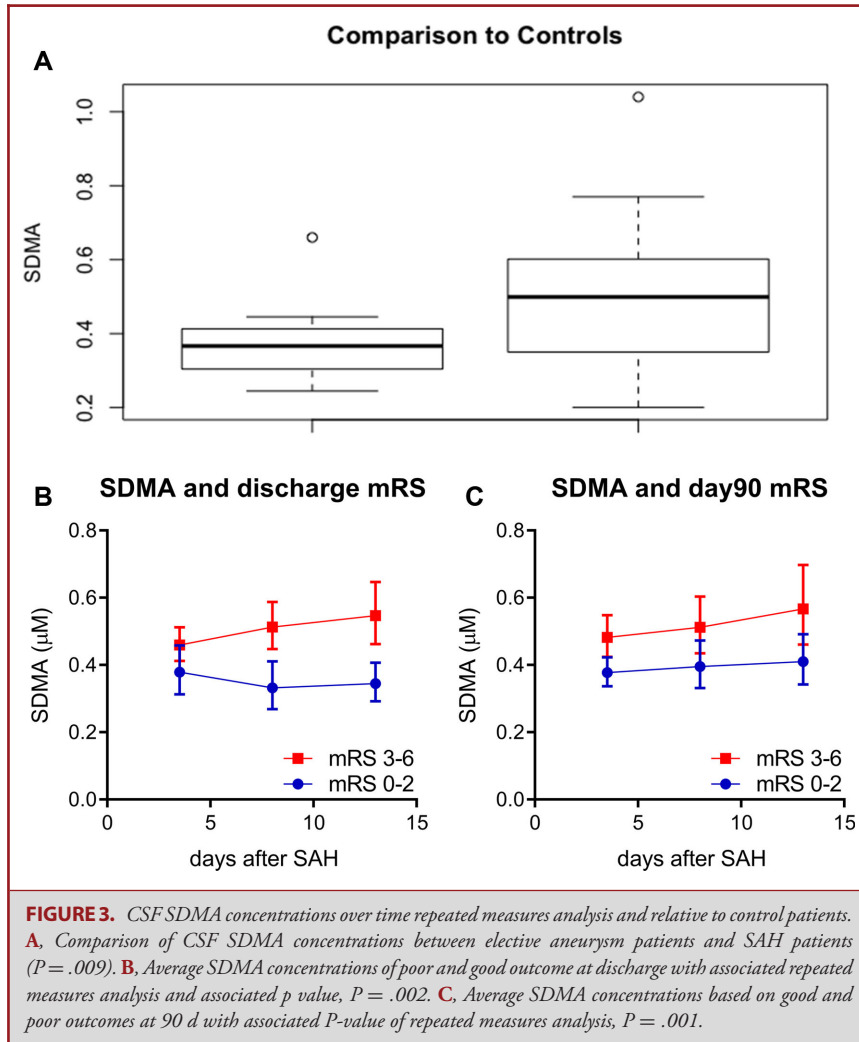 Comparison to Controls
A
1.0
0.8
0.6
0.4
0.2
SDMA
B
SDMA and discharge mRS
0.8
0.6
0.4
0.2
0.0
SDMA (μM)
mRS 3-6
mRS 0-2
0 5 10 15
days after SAH
C
SDMA and day90 mRS
0.8
0.6
0.4
0.2
0.0
SDMA (μM)
mRS 3-6
mRS 0-2
0 5 10 15
days after SAH
FIGURE 3. CSF SDMA concentrations over time repeated measures analysis and relative to control patients.
A, Comparison of CSF SDMA concentrations between elective aneurysm patients and SAH patients
(P = .009). B, Average SDMA concentrations of poor and good outcome at discharge with associated repeated
measures analysis and associated p value, P = .002. C, Average SDMA concentrations based on good and
poor outcomes at 90 d with associated P-value of repeated measures analysis, P = .001.